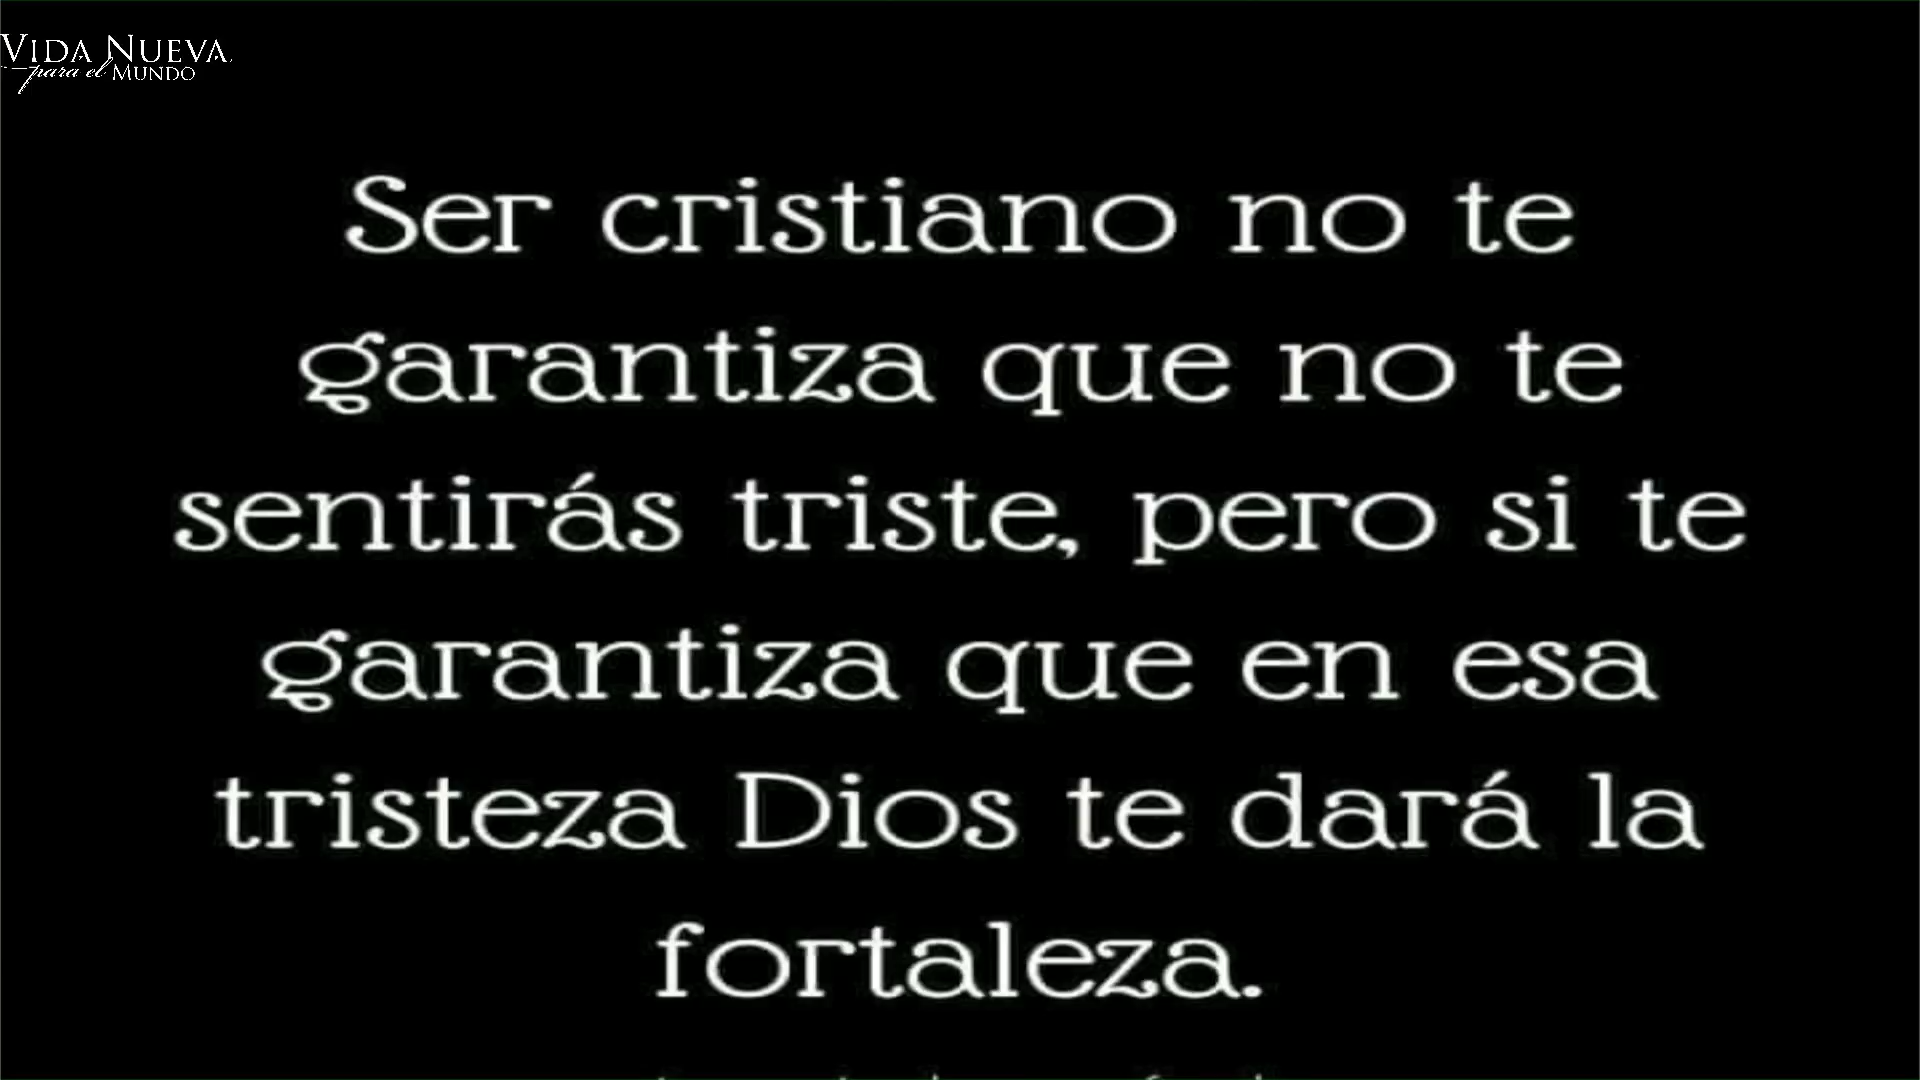 VIDA NUEVA
para el MUNDO
Ser cristiano no te
garantiza que no te
sentirás triste, pero si te
garantiza que en esa
tristeza Dios te dará la
fortaleza.